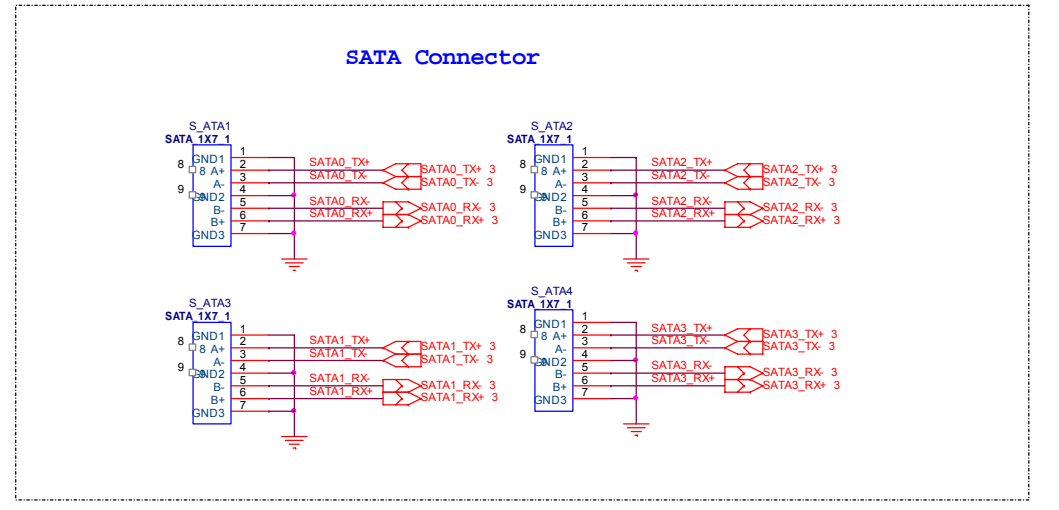 SATA Connector
S_ATA1
SATA_1X7_1
GND1 1
8 8 A+ 2 SATA0_TX+ SATA0_TX+ 3
A- 3 SATA0_TX- SATA0_TX- 3
9 9 GND2 4
B- 5 SATA0_RX- SATA0_RX- 3
B+ 6 SATA0_RX+ SATA0_RX+ 3
GND3 7
S_ATA2
SATA_1X7_1
GND1 1
8 8 A+ 2 SATA2_TX+ SATA2_TX+ 3
A- 3 SATA2_TX- SATA2_TX- 3
9 9 GND2 4
B- 5 SATA2_RX- SATA2_RX- 3
B+ 6 SATA2_RX+ SATA2_RX+ 3
GND3 7
S_ATA3
SATA_1X7_1
GND1 1
8 8 A+ 2 SATA1_TX+ SATA1_TX+ 3
A- 3 SATA1_TX- SATA1_TX- 3
9 9 GND2 4
B- 5 SATA1_RX- SATA1_RX- 3
B+ 6 SATA1_RX+ SATA1_RX+ 3
GND3 7
S_ATA4
SATA_1X7_1
GND1 1
8 8 A+ 2 SATA3_TX+ SATA3_TX+ 3
A- 3 SATA3_TX- SATA3_TX- 3
9 9 GND2 4
B- 5 SATA3_RX- SATA3_RX- 3
B+ 6 SATA3_RX+ SATA3_RX+ 3
GND3 7